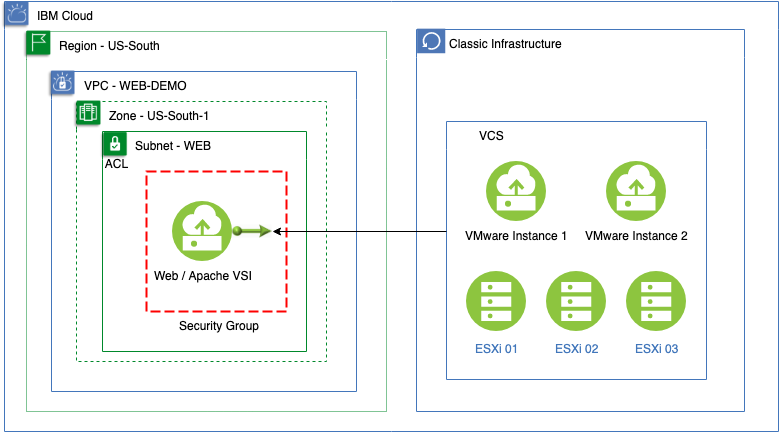 IBM Cloud
Region - US-South
Classic Infrastructure
VPC - WEB-DEMO
Zone - US-South-1
Subnet - WEB
ACL
Web / Apache VSI
Security Group
VCS
VMware Instance 1
VMware Instance 2
ESXi 01
ESXi 02
ESXi 03